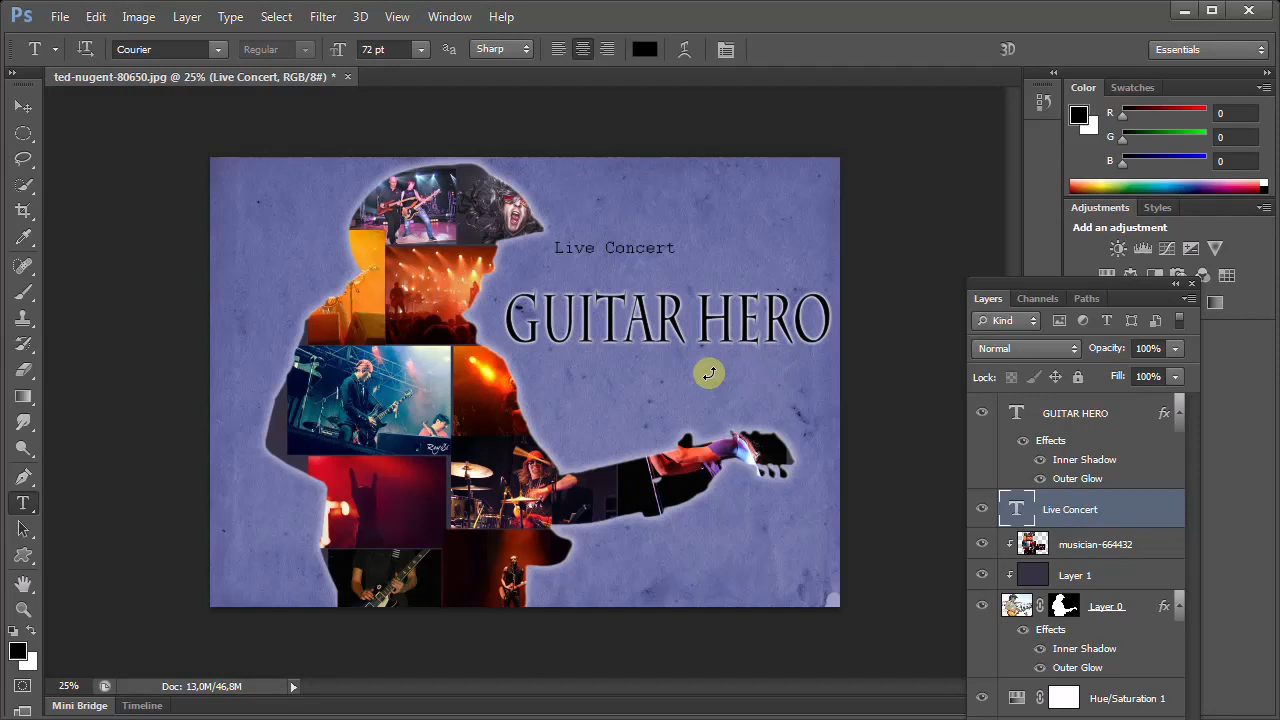 Ps File Edit Image Layer Type Select Filter 3D View Window Help
T Courier Regular 72 pt Sharp 3D Essentials
ted-nugent-80650.jpg @ 25% (Live Concert, RGB/8#) * ×
Color Swatches
R 0
G 0
B 0
Adjustments Styles
Add an adjustment
Live Concert
GUITAR HERO
Layers Channels Paths
Kind
Normal Opacity: 100%
Lock: Fill: 100%
GUITAR HERO fx
Effects
Inner Shadow
Outer Glow
Live Concert
musician-664432
Layer 1
Layer 0 fx
Effects
Inner Shadow
Outer Glow
Hue/Saturation 1
25% Doc: 13,0M/46,8M
Mini Bridge Timeline